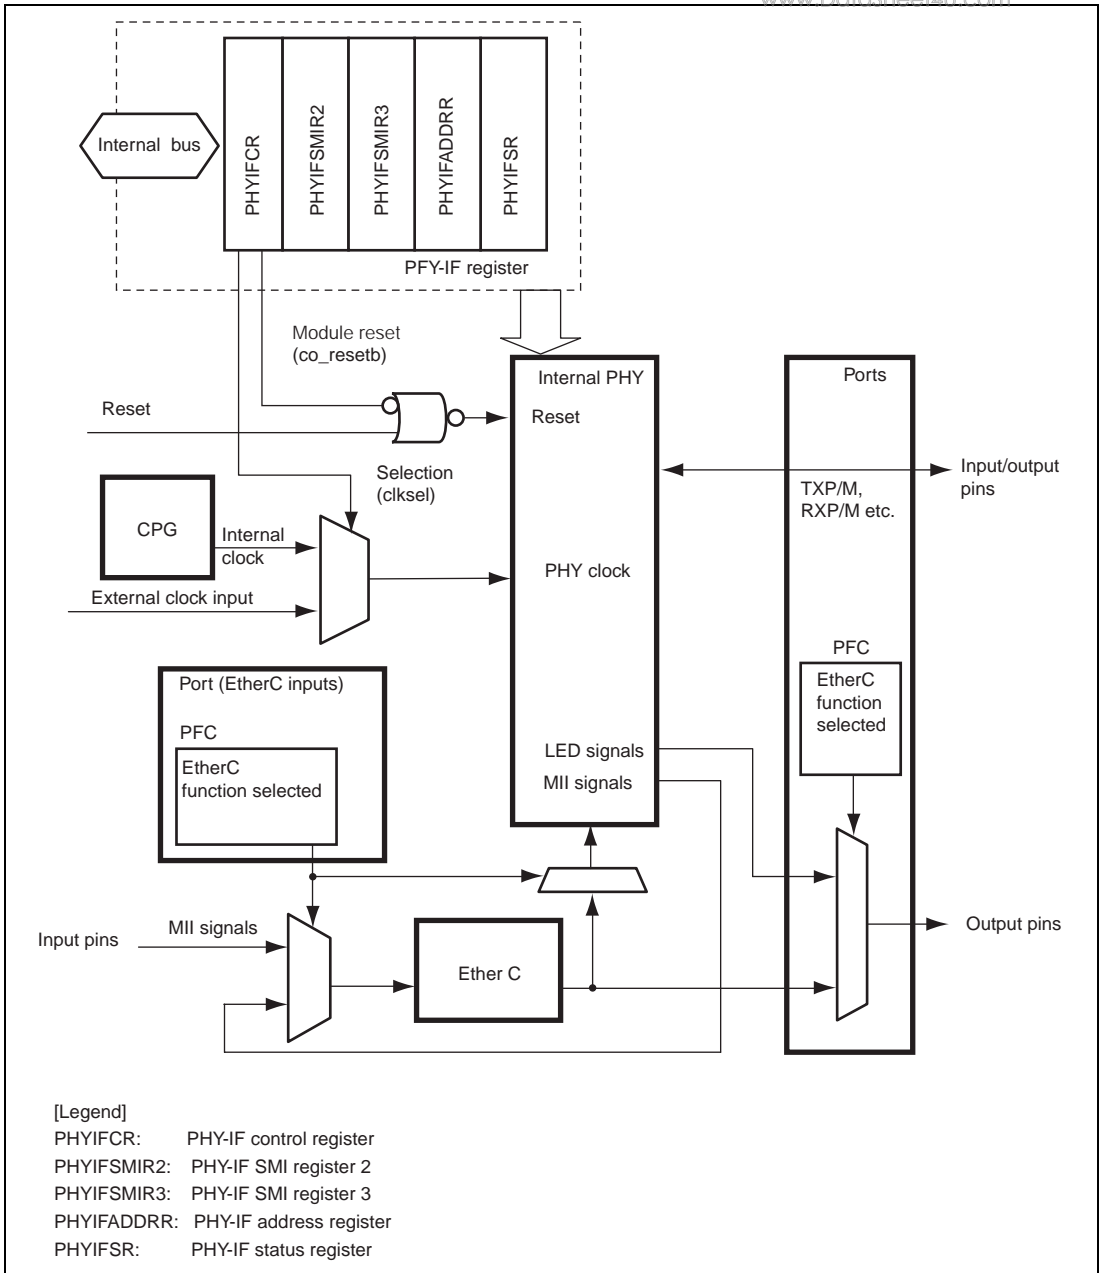 www.DataSheet4U.com
Internal bus
PHYIFCR
PHYIFSMIR2
PHYIFSMIR3
PHYIFADDRR
PHYIFSR
PFY-IF register
Module reset
(co_resetb)
Internal PHY
Ports
Reset
Reset
Selection
(clksel)
Input/output
pins
TXP/M,
RXP/M etc.
CPG
Internal
clock
PHY clock
External clock input
PFC
EtherC
function
selected
Port (EtherC inputs)
PFC
EtherC
function selected
LED signals
MII signals
Input pins
MII signals
Ether C
Output pins
[Legend]
PHYIFCR: PHY-IF control register
PHYIFSMIR2: PHY-IF SMI register 2
PHYIFSMIR3: PHY-IF SMI register 3
PHYIFADDRR: PHY-IF address register
PHYIFSR: PHY-IF status register